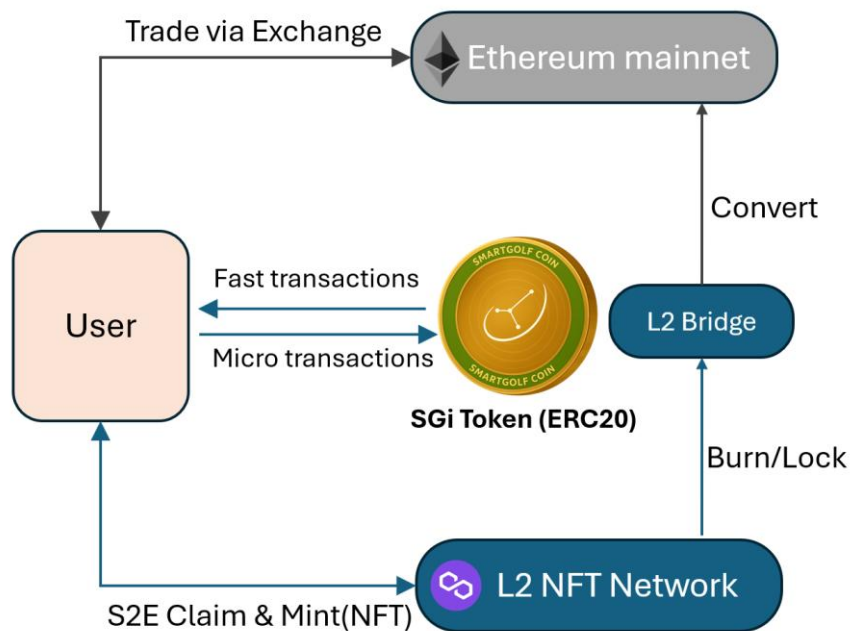 Trade via Exchange
Ethereum mainnet
Convert
SMARTGOLF COIN
Fast transactions
User
L2 Bridge
Micro transactions
SMARTGOLF COIN
SGi Token (ERC20)
Burn/Lock
L2 NFT Network
S2E Claim & Mint(NFT)